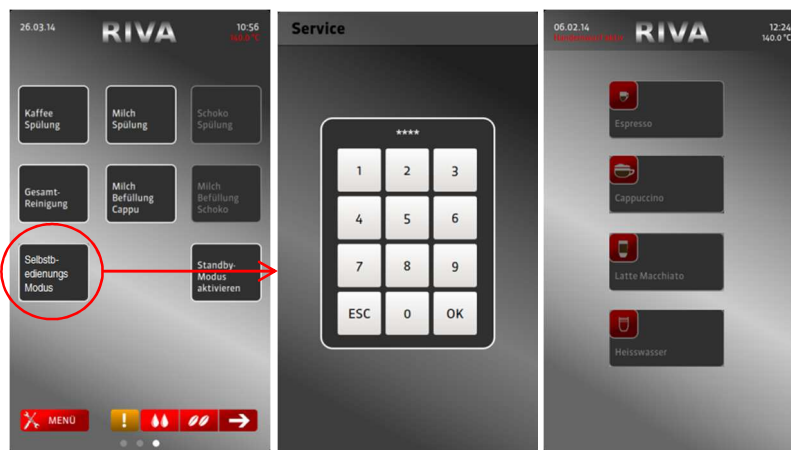 26.03.14
RIVA
10:56
Kaffee
Spülung
Milch
Spülung
Schoko
Spülung
Gesamt-
Reinigung
Milch
Befüllung
Cappu
Milch
Befüllung
Schoko
Selbstb-
edienungs
Modus
Standby-
Modus
aktivieren
MENÜ
!
Service
****
1 2 3
4 5 6
7 8 9
ESC 0 OK
06.02.14
RIVA
12:24
140.0 °C
Espresso
Cappuccino
Latte Macchiato
Heisswasser